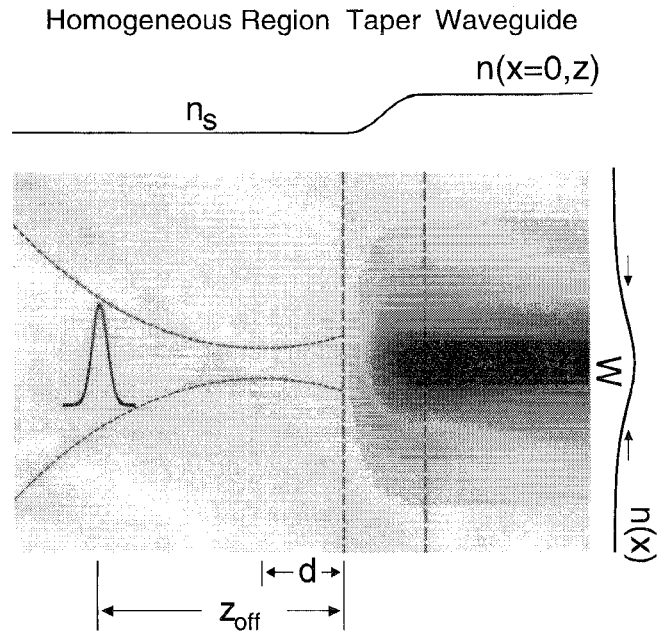 Homogeneous Region Taper Waveguide
n(x=0,z)
n_s
W
n(x)
d
z_off